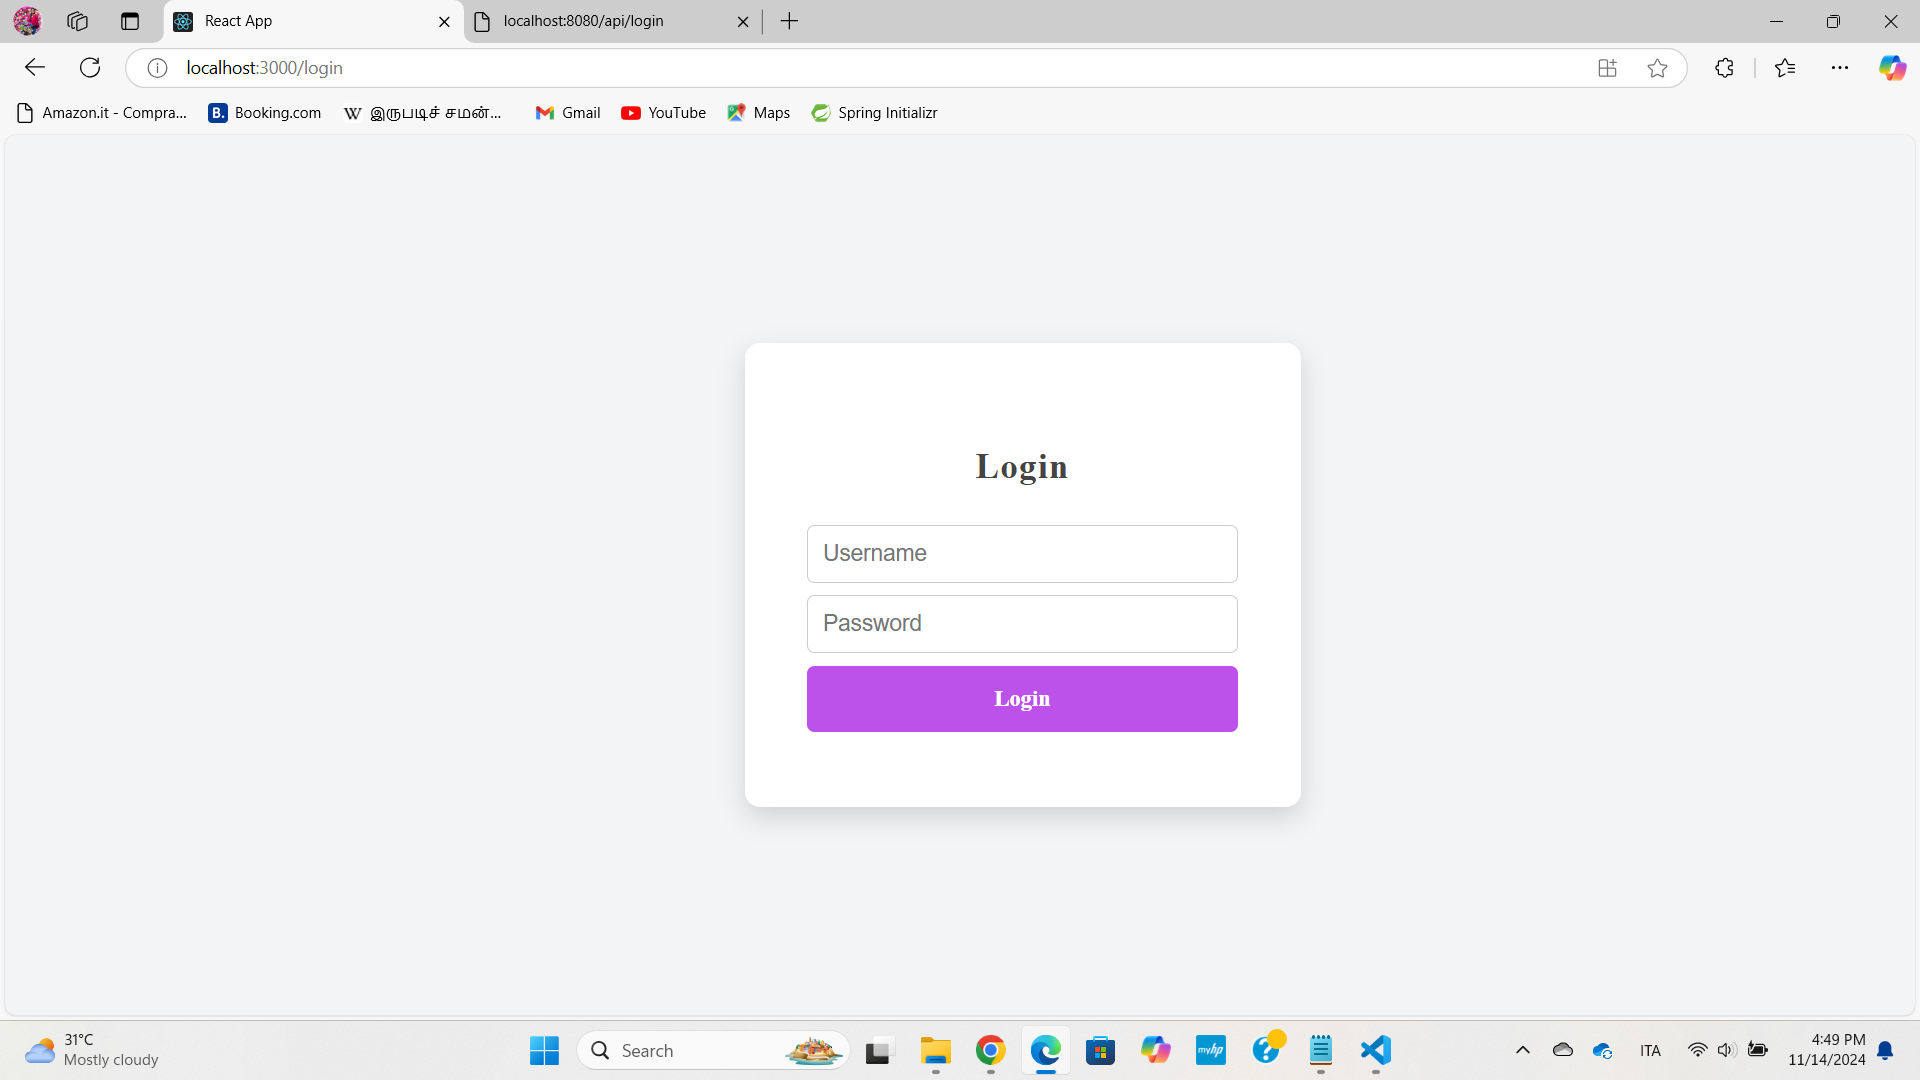 React App
localhost:8080/api/login
localhost:3000/login
Amazon.it - Compra...
B. Booking.com
W இருபடிச் சமன்...
Gmail
YouTube
Maps
Spring Initializr
Login
Username
Password
Login
31°C
Mostly cloudy
Search
myhp
ITA
4:49 PM
11/14/2024